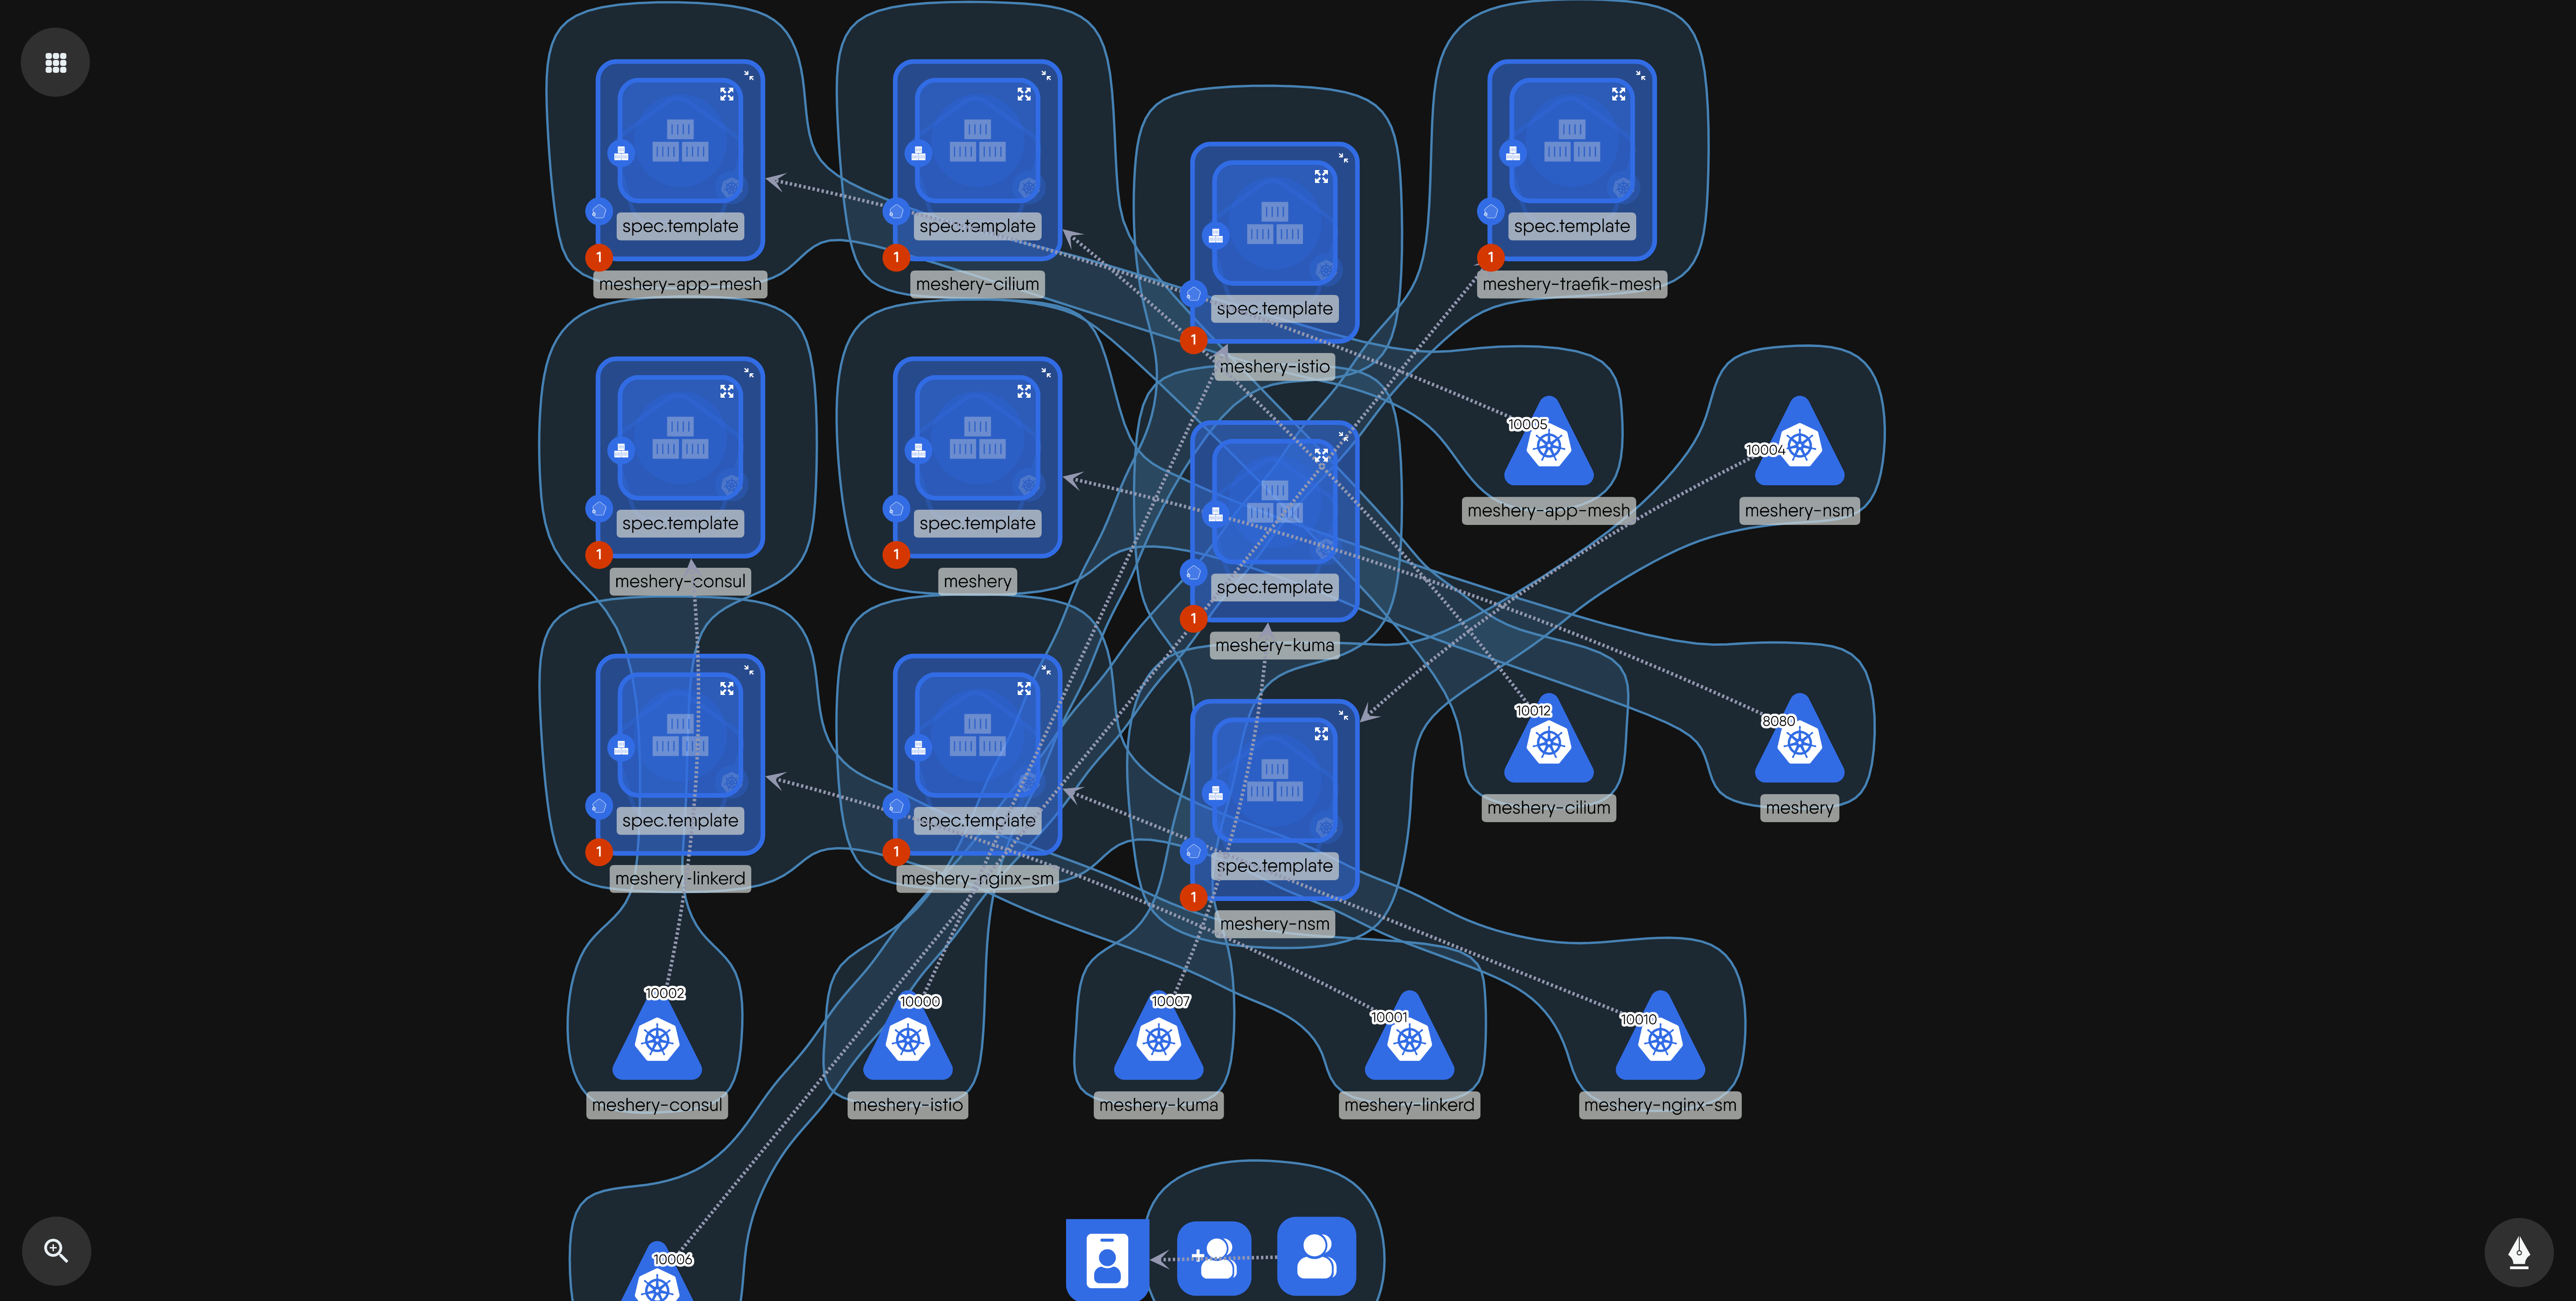 spec.template
1
meshery-app-mesh
spec.template
1
meshery-cilium
spec.template
1
meshery-istio
spec.template
1
meshery-traefik-mesh
spec.template
1
meshery-consul
spec.template
1
meshery
spec.template
1
meshery-kuma
10005
meshery-app-mesh
10004
meshery-nsm
spec.template
1
meshery-linkerd
spec.template
1
meshery-nginx-sm
spec.template
1
meshery-nsm
10012
meshery-cilium
8080
meshery
10002
meshery-consul
10000
meshery-istio
10007
meshery-kuma
10001
meshery-linkerd
10010
meshery-nginx-sm
10006